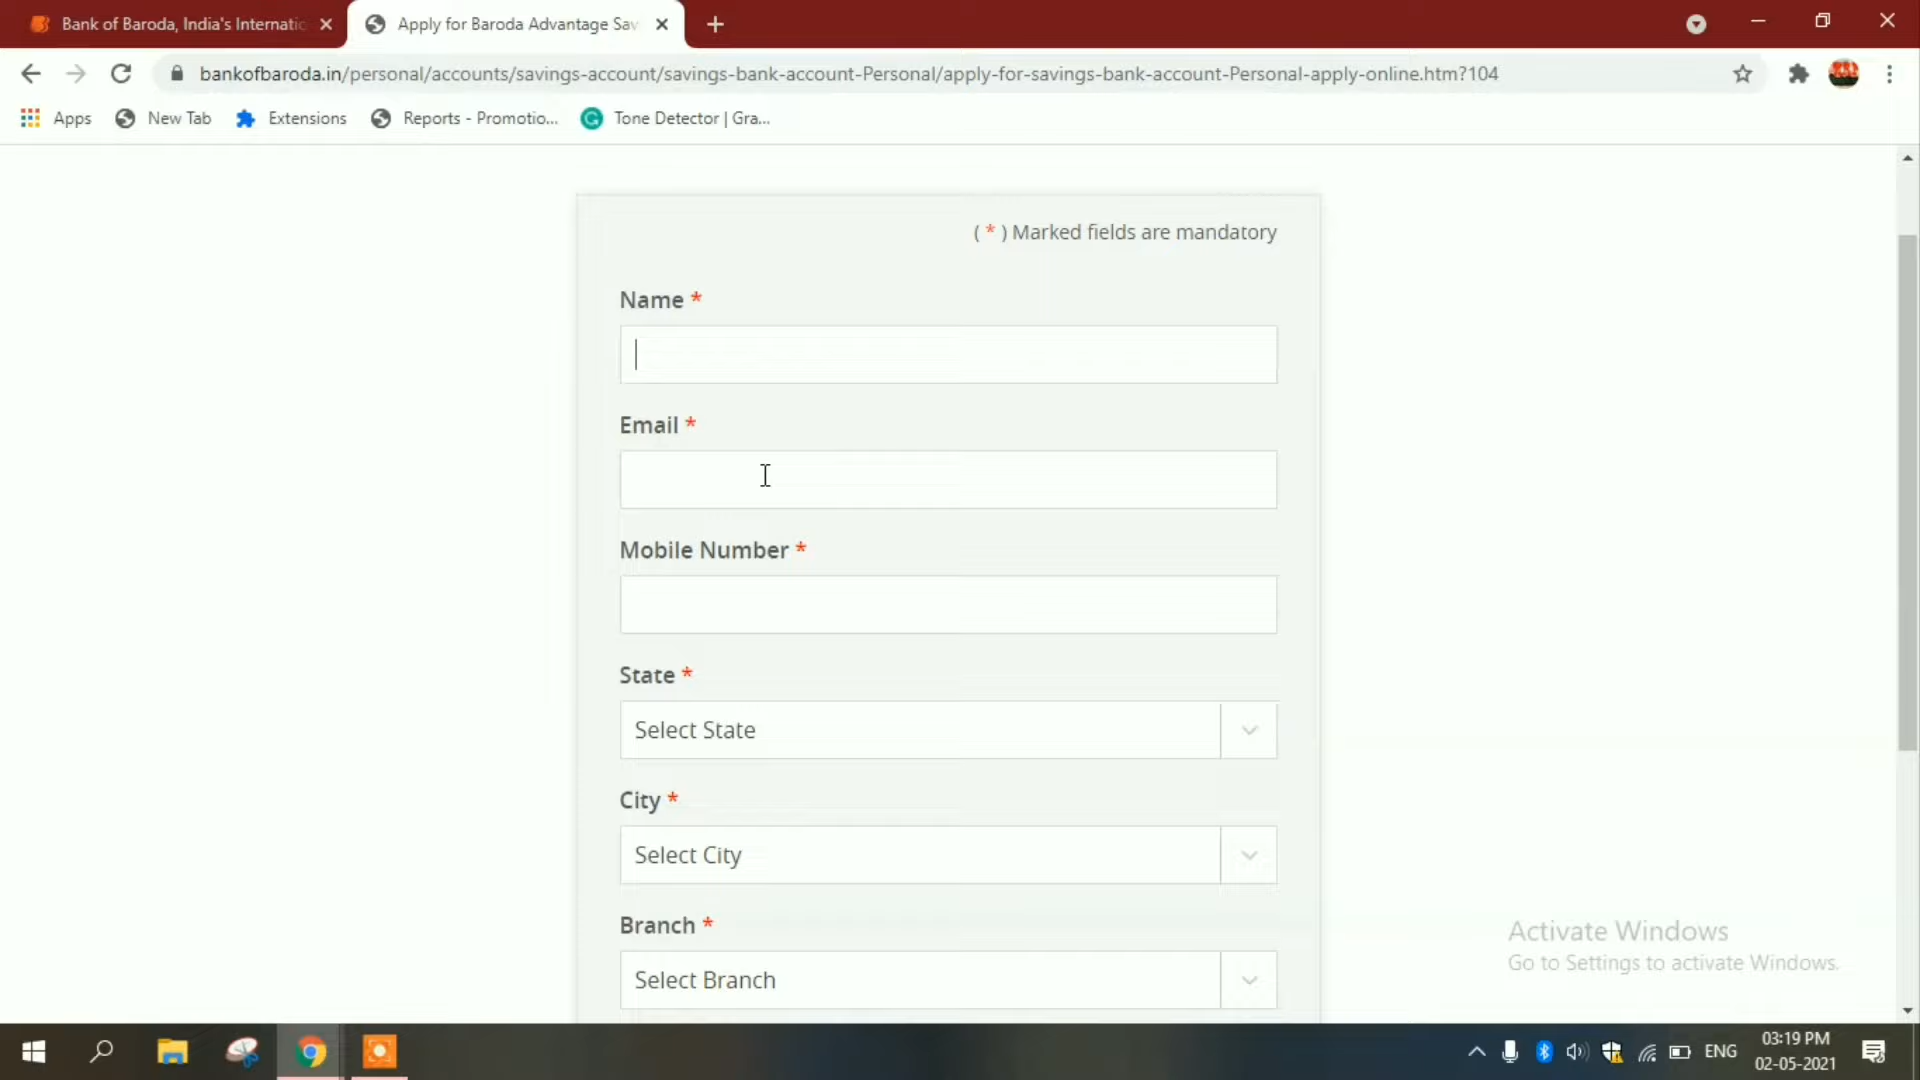 Bank of Baroda, India's Internatic
Apply for Baroda Advantage Sav
bankofbaroda.in/personal/accounts/savings-account/savings-bank-account-Personal/apply-for-savings-bank-account-Personal-apply-online.htm?104
Apps
New Tab
Extensions
Reports - Promotio...
Tone Detector | Gra...
( * ) Marked fields are mandatory
Name *
Email *
Mobile Number *
State *
Select State
City *
Select City
Branch *
Select Branch
Activate Windows
Go to Settings to activate Windows.
ENG
03:19 PM
02-05-2021